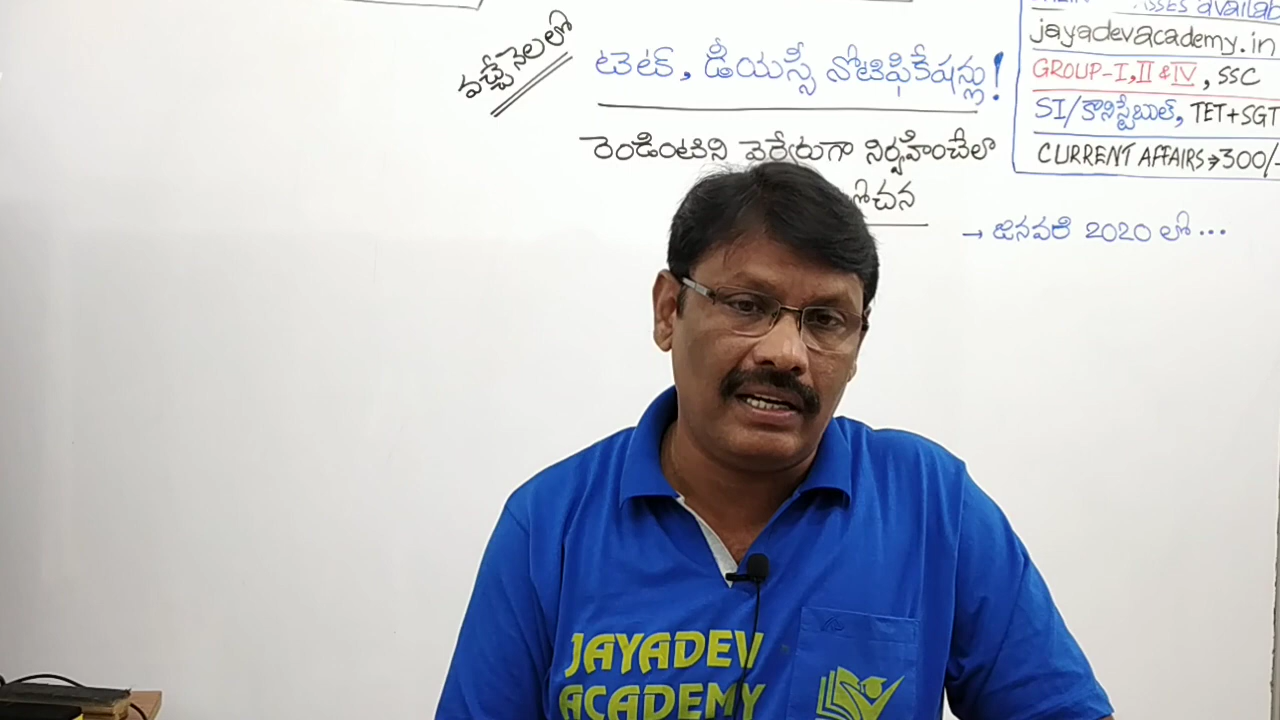 వచ్చే నెలలో
టెట్, డీయస్సీ నోటిఫికేషన్లు!
రెండింటిని వేర్వేరుగా నిర్వహించేలా
→ జనవరి 2020 లో...
available
jayadevacademy.in
GROUP-I, II & IV, SSC
SI/కానిస్టేబుల్, TET+SGT
CURRENT AFFAIRS → 300/-
JAYADEV
ACADEMY